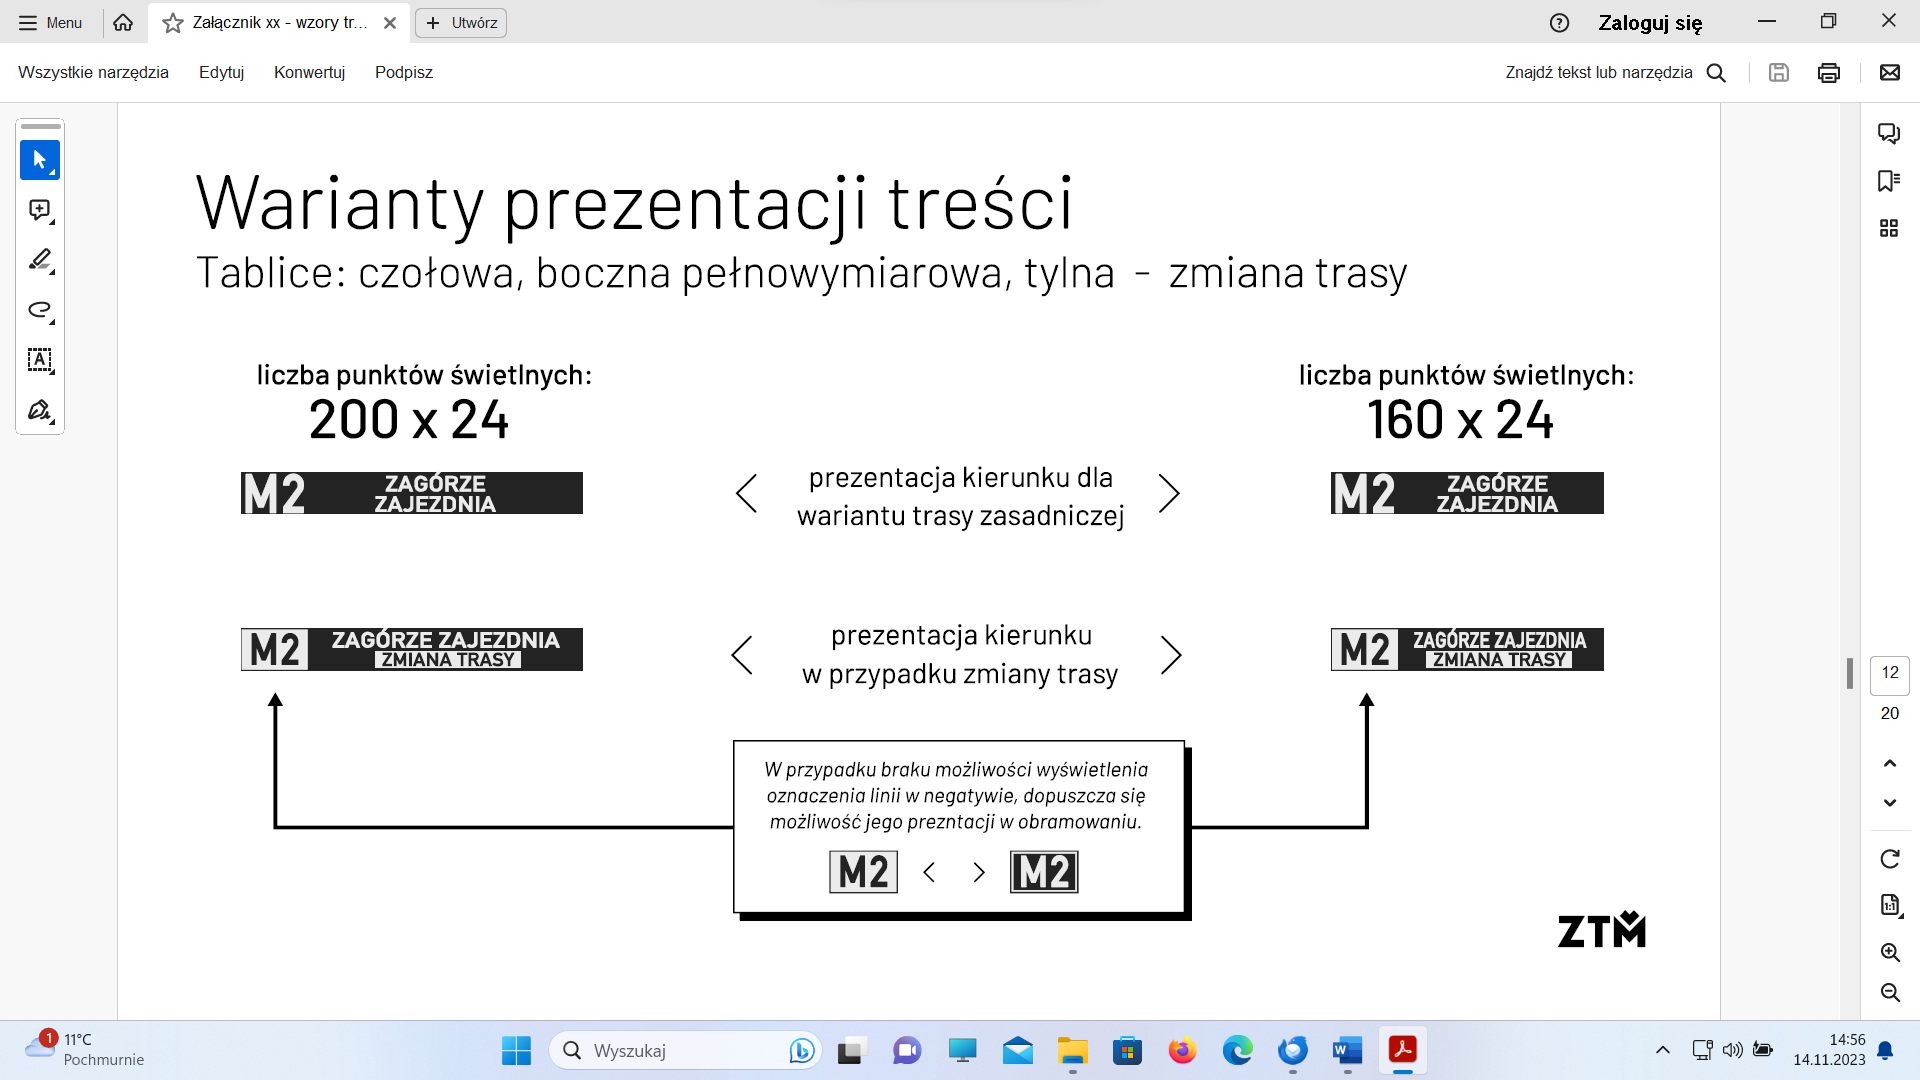 Menu
Załącznik xx - wzory tr...
Utwórz
Zaloguj się
Wszystkie narzędzia
Edytuj
Konwertuj
Podpisz
Znajdź tekst lub narzędzia
Warianty prezentacji treści
Tablice: czołowa, boczna pełnowymiarowa, tylna - zmiana trasy
liczba punktów świetlnych:
200 x 24
liczba punktów świetlnych:
160 x 24
M2
ZAGÓRZE
ZAJEZDNIA
prezentacja kierunku dla
wariantu trasy zasadniczej
M2
ZAGÓRZE
ZAJEZDNIA
M2
ZAGÓRZE ZAJEZDNIA
ZMIANA TRASY
prezentacja kierunku
w przypadku zmiany trasy
M2
ZAGÓRZE ZAJEZDNIA
ZMIANA TRASY
W przypadku braku możliwości wyświetlenia
oznaczenia linii w negatywie, dopuszcza się
możliwość jego prezntacji w obramowaniu.
M2 < > M2
ZTM
12
20
1:1
1
11°C
Pochmurnie
Wyszukaj
14:56
14.11.2023